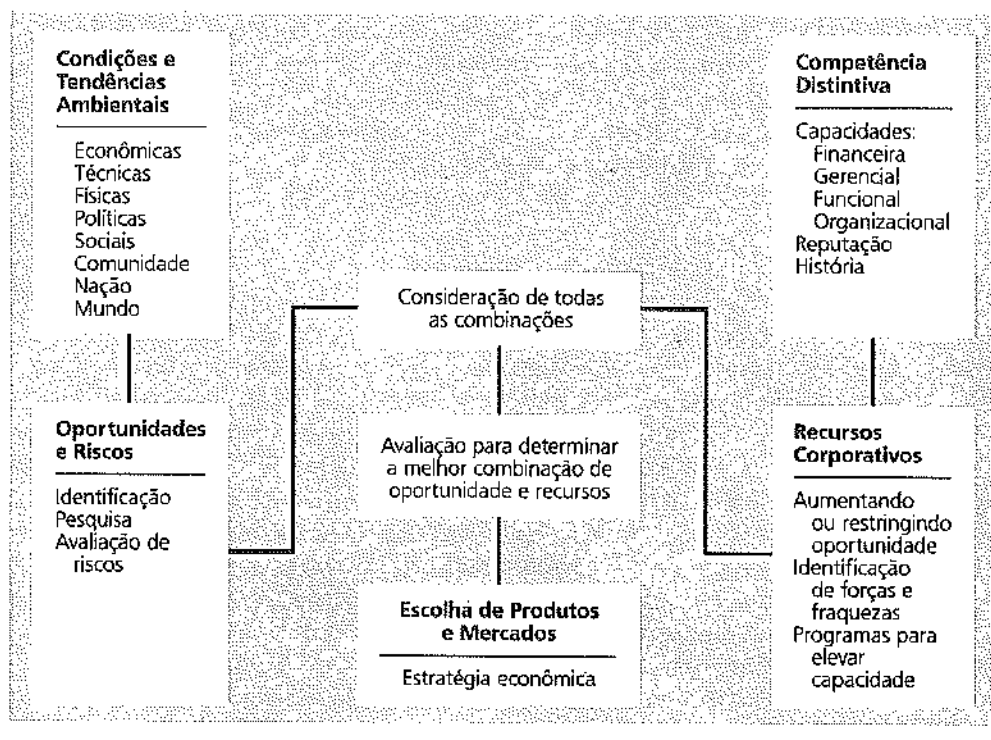 Condições e
Tendências
Ambientais
Econômicas
Técnicas
Físicas
Políticas
Sociais
Comunidade
Nação
Mundo
Oportunidades
e Riscos
Identificação
Pesquisa
Avaliação de
riscos
Consideração de todas
as combinações
Avaliação para determinar
a melhor combinação de
oportunidade e recursos
Escolha de Produtos
e Mercados
Estratégia econômica
Competência
Distintiva
Capacidades:
Financeira
Gerencial
Funcional
Organizacional
Reputação
História
Recursos
Corporativos
Aumentando
ou restringindo
oportunidade
Identificação
de forças e
fraquezas
Programas para
elevar
capacidade